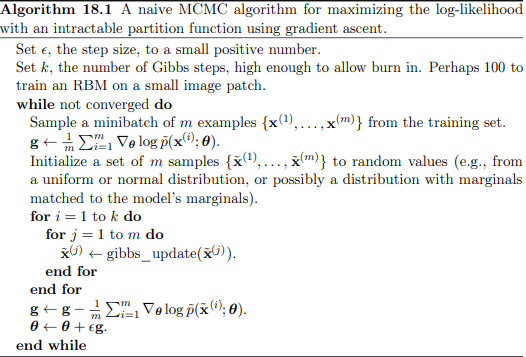 Algorithm 18.1 A naive MCMC algorithm for maximizing the log-likelihood
with an intractable partition function using gradient ascent.
Set ϵ, the step size, to a small positive number.
Set k, the number of Gibbs steps, high enough to allow burn in. Perhaps 100 to
train an RBM on a small image patch.
while not converged do
Sample a minibatch of m examples {x^(1), . . . , x^(m)} from the training set.
g ← 1/m ∑_{i=1}^m ∇_θ log p̃(x^(i); θ).
Initialize a set of m samples {x̃^(1), . . . , x̃^(m)} to random values (e.g., from
a uniform or normal distribution, or possibly a distribution with marginals
matched to the model's marginals).
for i = 1 to k do
for j = 1 to m do
x̃^(j) ← gibbs_update(x̃^(j)).
end for
end for
g ← g − 1/m ∑_{i=1}^m ∇_θ log p̃(x̃^(i); θ).
θ ← θ + ϵg.
end while